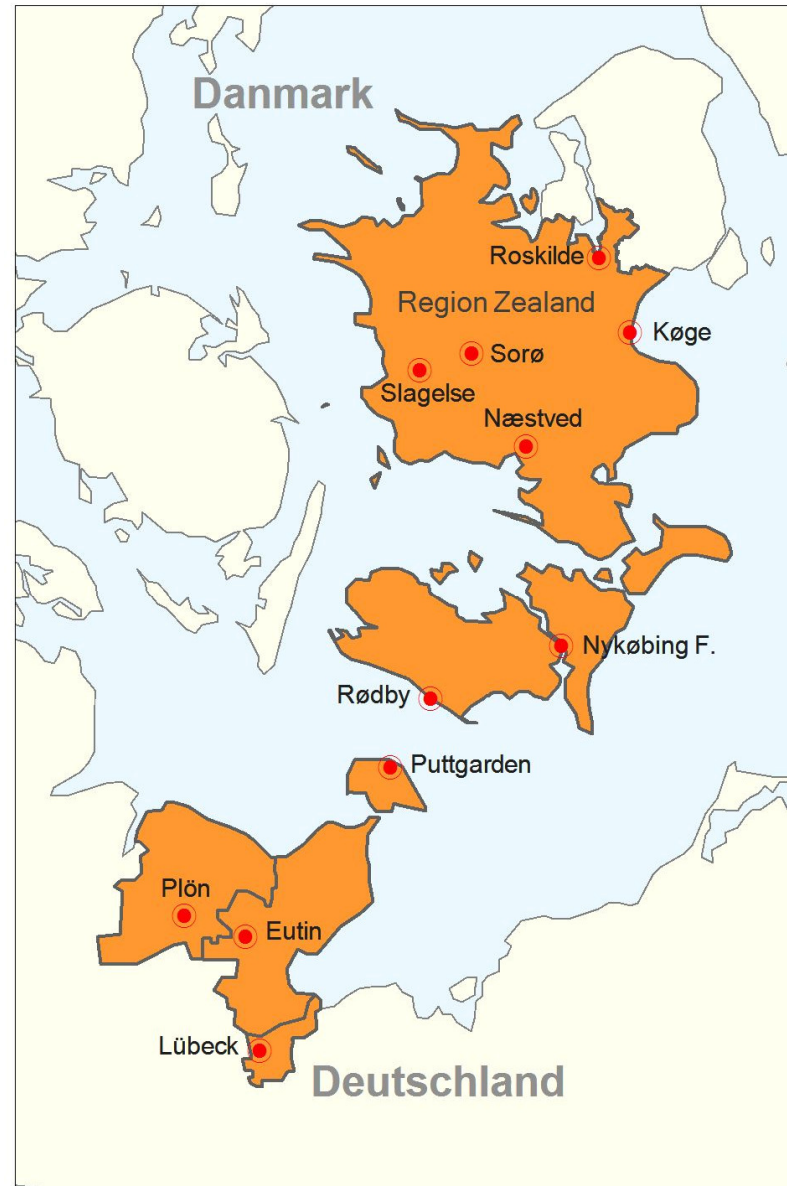 Danmark
Roskilde
Region Zealand
Køge
Sorø
Slagelse
Næstved
Nykøbing F.
Rødby
Puttgarden
Plön
Eutin
Lübeck
Deutschland